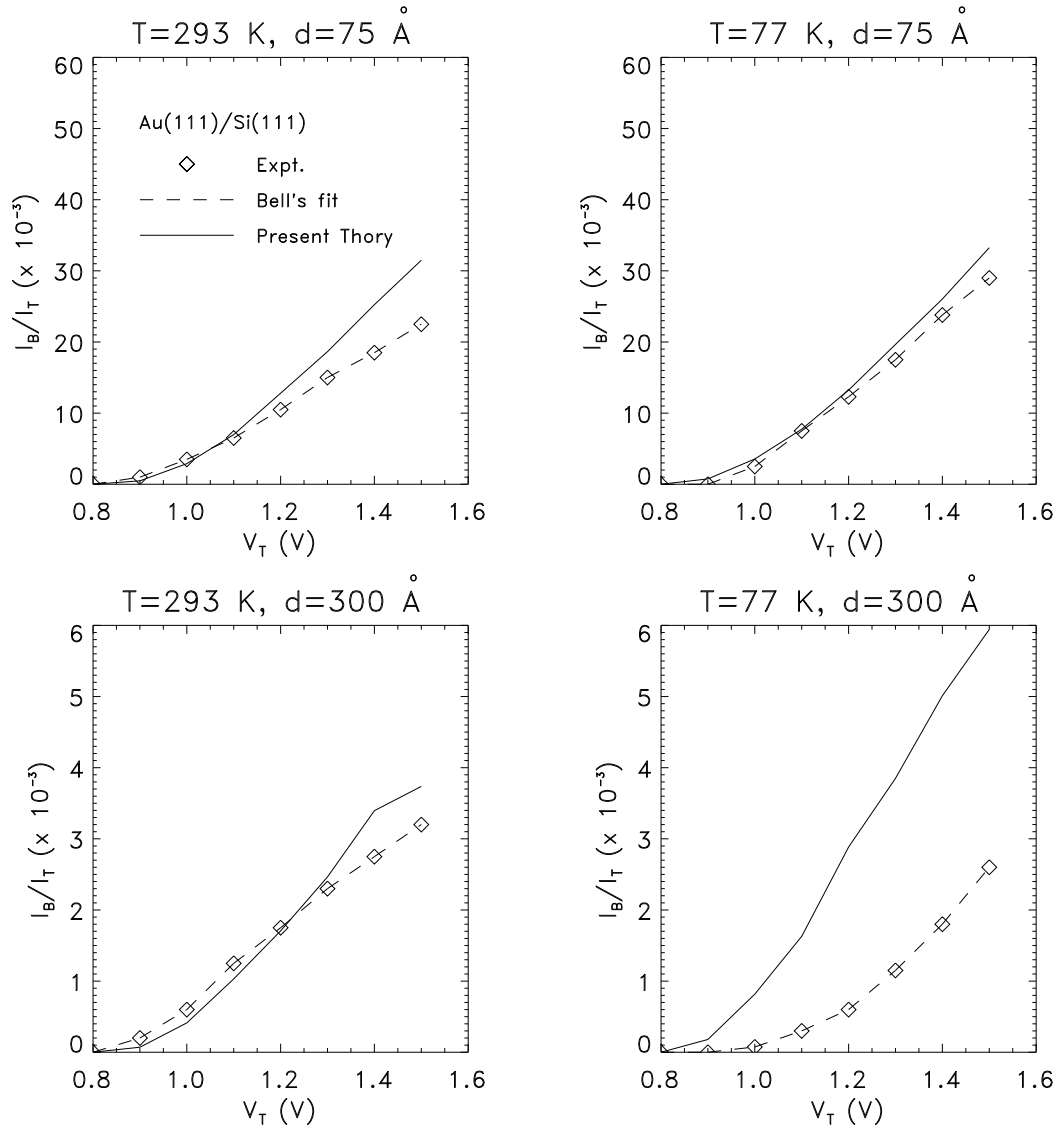 T=293 K, d=75 Å
60
50
40
30
20
10
0
I_B/I_T (x 10⁻³)
Au(111)/Si(111)
Expt.
Bell's fit
Present Thory
0.8 1.0 1.2 1.4 1.6
V_T (V)
T=77 K, d=75 Å
60
50
40
30
20
10
0
I_B/I_T (x 10⁻³)
0.8 1.0 1.2 1.4 1.6
V_T (V)
T=293 K, d=300 Å
6
5
4
3
2
1
0
I_B/I_T (x 10⁻³)
0.8 1.0 1.2 1.4 1.6
V_T (V)
T=77 K, d=300 Å
6
5
4
3
2
1
0
I_B/I_T (x 10⁻³)
0.8 1.0 1.2 1.4 1.6
V_T (V)